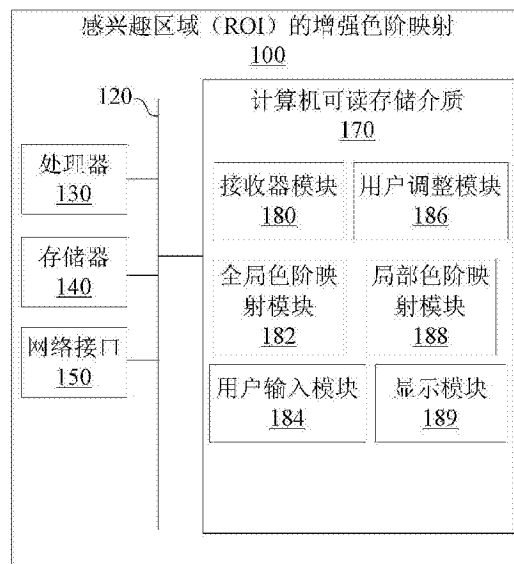 感兴趣区域（ROI）的增强色阶映射
100
120
处理器
130
存储器
140
网络接口
150
计算机可读存储介质
170
接收器模块
180
用户调整模块
186
全局色阶映
射模块
182
局部色阶映
射模块
188
用户输入模块
184
显示模块
189